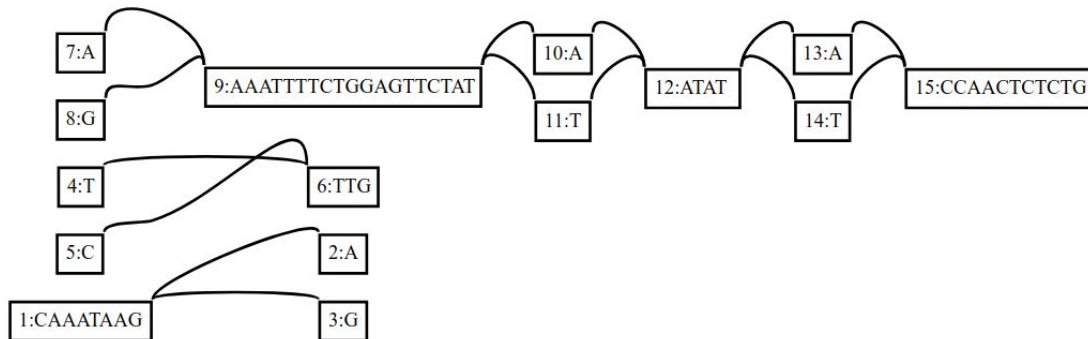 7:A
10:A
13:A
9:AAATTTTCTGGAGTTCTAT
12:ATAT
15:CCAACTCTCTG
8:G
11:T
14:T
4:T
6:TTG
5:C
2:A
1:CAAATAAG
3:G